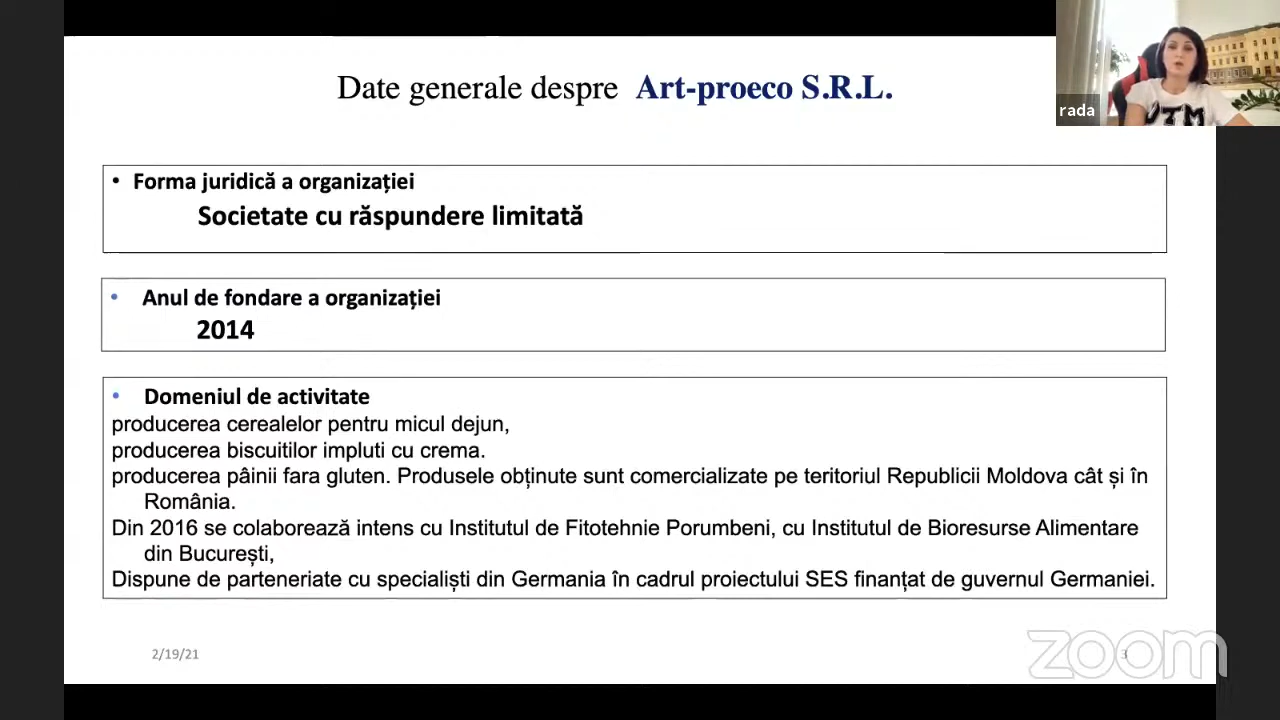 Date generale despre Art-proeco S.R.L.
rada
UTM
• Forma juridică a organizației
Societate cu răspundere limitată
• Anul de fondare a organizației
2014
• Domeniul de activitate
producerea cerealelor pentru micul dejun,
producerea biscuitilor impluti cu crema.
producerea pâinii fara gluten. Produsele obținute sunt comercializate pe teritoriul Republicii Moldova cât și în
România.
Din 2016 se colaborează intens cu Institutul de Fitotehnie Porumbeni, cu Institutul de Bioresurse Alimentare
din București,
Dispune de parteneriate cu specialiști din Germania în cadrul proiectului SES finanțat de guvernul Germaniei.
2/19/21
3
zoom